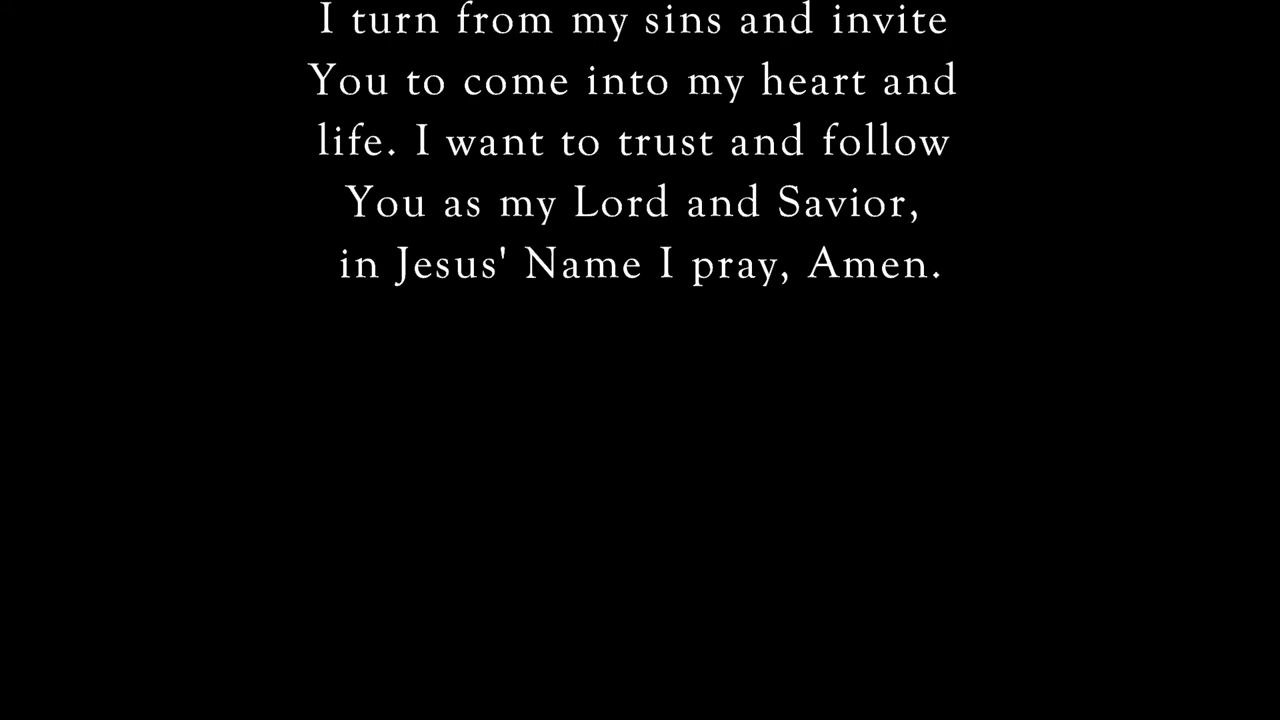 I turn from my sins and invite
You to come into my heart and
life. I want to trust and follow
You as my Lord and Savior,
in Jesus' Name I pray, Amen.